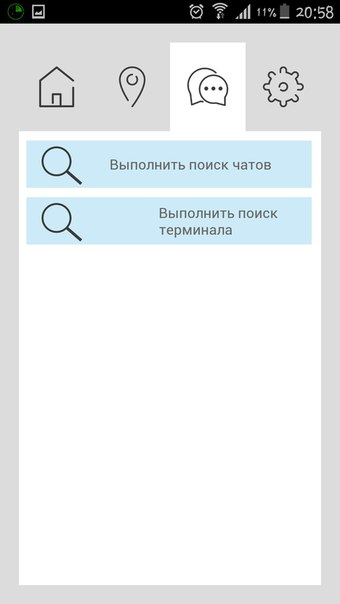 11% 20:58
Выполнить поиск чатов
Выполнить поиск
терминала